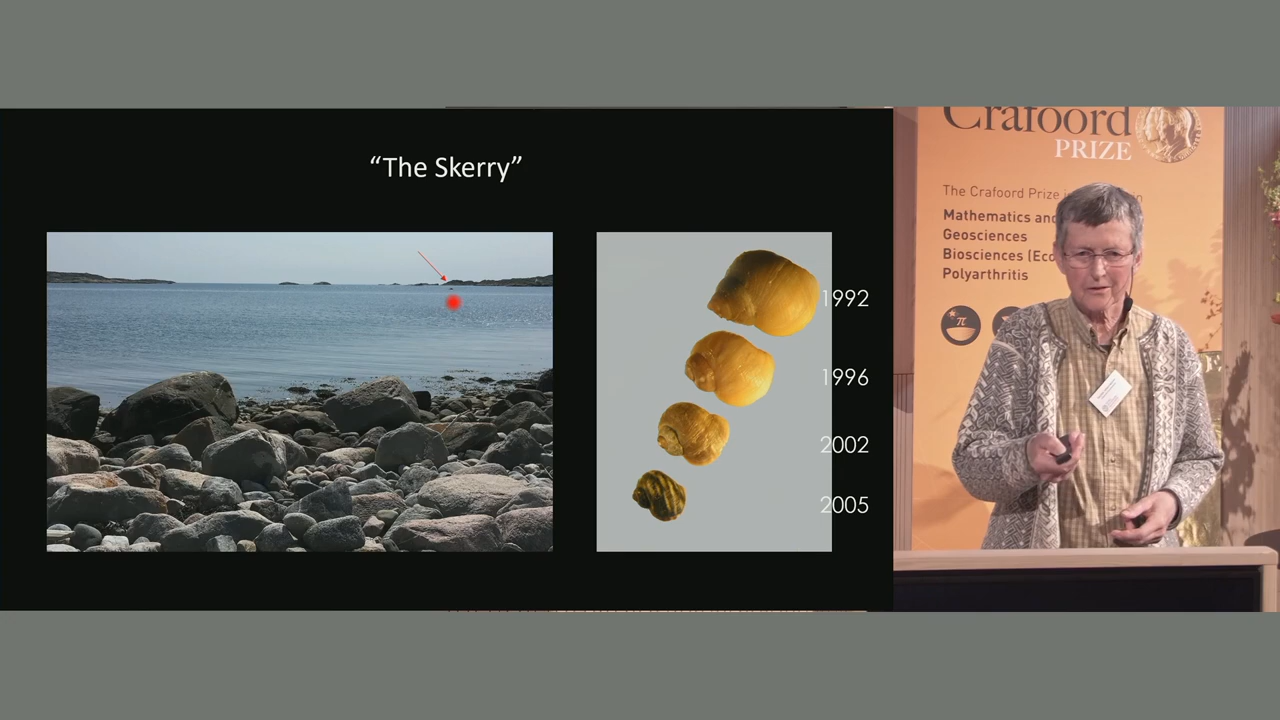 “The Skerry”
1992
1996
2002
2005
Crafoord
PRIZE
The Crafoord Prize
Mathematics and
Geosciences
Biosciences (Eco
Polyarthritis
π